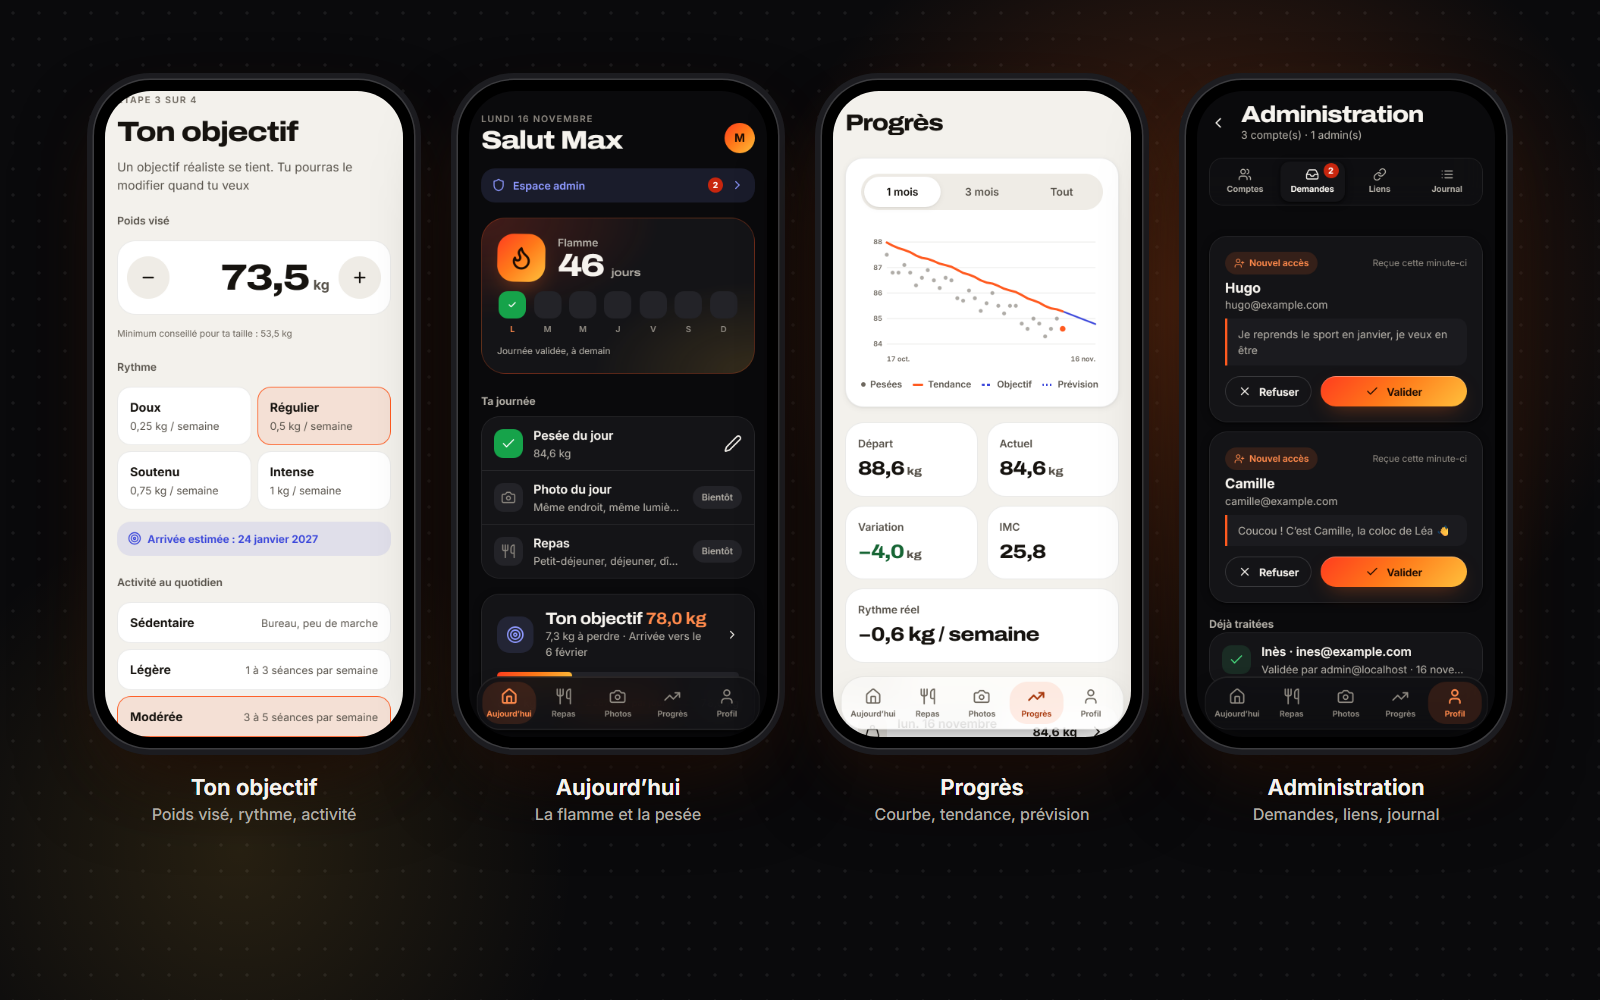 TAPE 3 SUR 4
Ton objectif
Un objectif réaliste se tient. Tu pourras le
modifier quand tu veux
Poids visé
73,5 kg
Minimum conseillé pour ta taille : 53,5 kg
Rythme
Doux
0,25 kg / semaine
Régulier
0,5 kg / semaine
Soutenu
0,75 kg / semaine
Intense
1 kg / semaine
Arrivée estimée : 24 janvier 2027
Activité au quotidien
Sédentaire Bureau, peu de marche
Légère 1 à 3 séances par semaine
Modérée 3 à 5 séances par semaine
Ton objectif
Poids visé, rythme, activité
LUNDI 16 NOVEMBRE
Salut Max
M
Espace admin 2
Flamme
46 jours
L M M J V S D
Journée validée, à demain
Ta journée
Pesée du jour
84,6 kg
Photo du jour
Même endroit, même lumiè...
Bientôt
Repas
Petit-déjeuner, déjeuner, dî...
Bientôt
Ton objectif 78,0 kg
7,3 kg à perdre · Arrivée vers le
6 février
Aujourd'hui Repas Photos Progrès Profil
Aujourd’hui
La flamme et la pesée
Progrès
1 mois 3 mois Tout
88
87
86
85
84
17 oct. 16 nov.
Pesées Tendance Objectif Prévision
Départ
88,6 kg
Actuel
84,6 kg
Variation
−4,0 kg
IMC
25,8
Rythme réel
−0,6 kg / semaine
Aujourd'hui Repas Photos Progrès Profil
lun. 16 novembre
84,6 kg
Progrès
Courbe, tendance, prévision
Administration
3 compte(s) · 1 admin(s)
Comptes Demandes 2 Liens Journal
Nouvel accès Reçue cette minute-ci
Hugo
hugo@example.com
Je reprends le sport en janvier, je veux en
être
Refuser Valider
Nouvel accès Reçue cette minute-ci
Camille
camille@example.com
Coucou ! C’est Camille, la coloc de Léa 👋
Refuser Valider
Déjà traitées
Inès · ines@example.com
Validée par admin@localhost · 16 nove...
Aujourd'hui Repas Photos Progrès Profil
Administration
Demandes, liens, journal